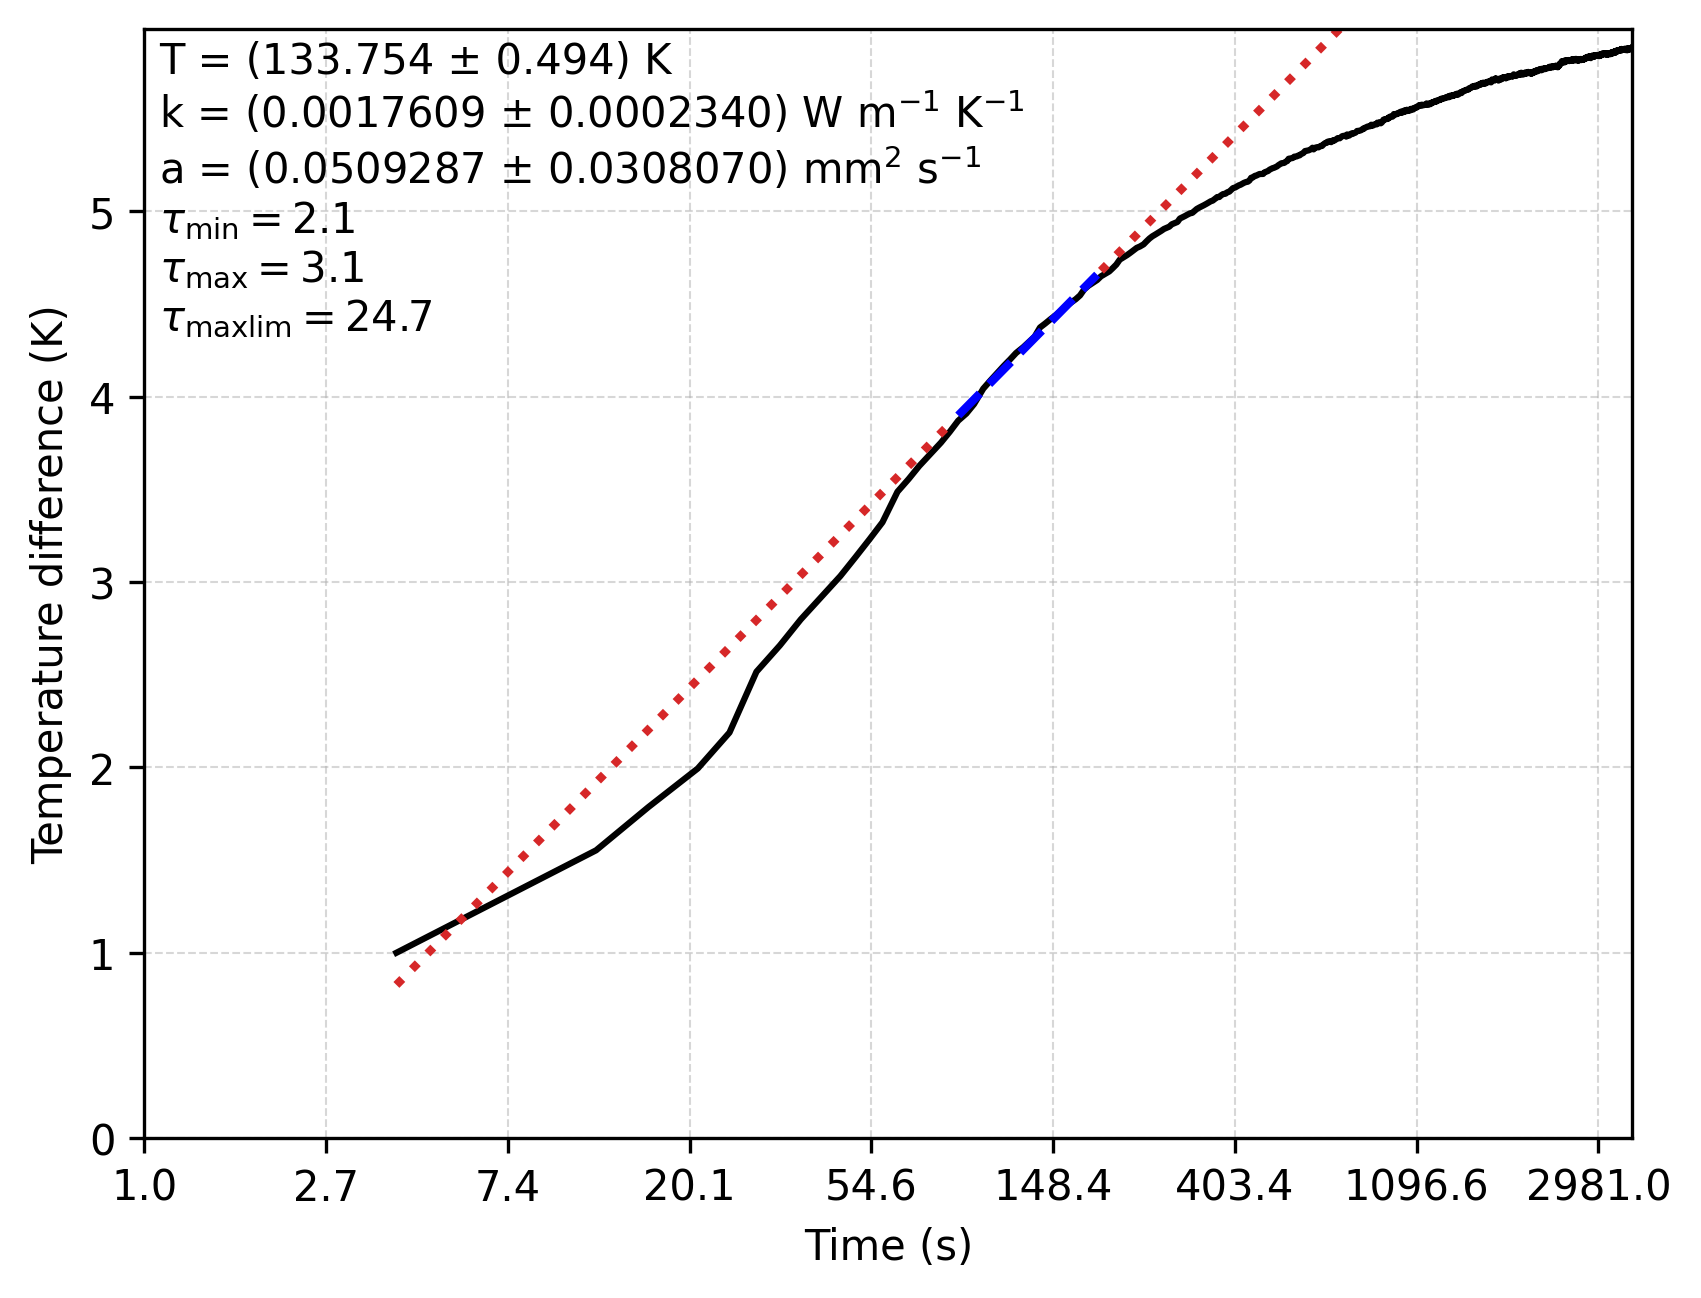 T = (133.754 ± 0.494) K
k = (0.0017609 ± 0.0002340) W m⁻¹ K⁻¹
a = (0.0509287 ± 0.0308070) mm² s⁻¹
τmin = 2.1
τmax = 3.1
τmaxlim = 24.7
Temperature difference (K)
5
4
3
2
1
0
1.0 2.7 7.4 20.1 54.6 148.4 403.4 1096.6 2981.0
Time (s)